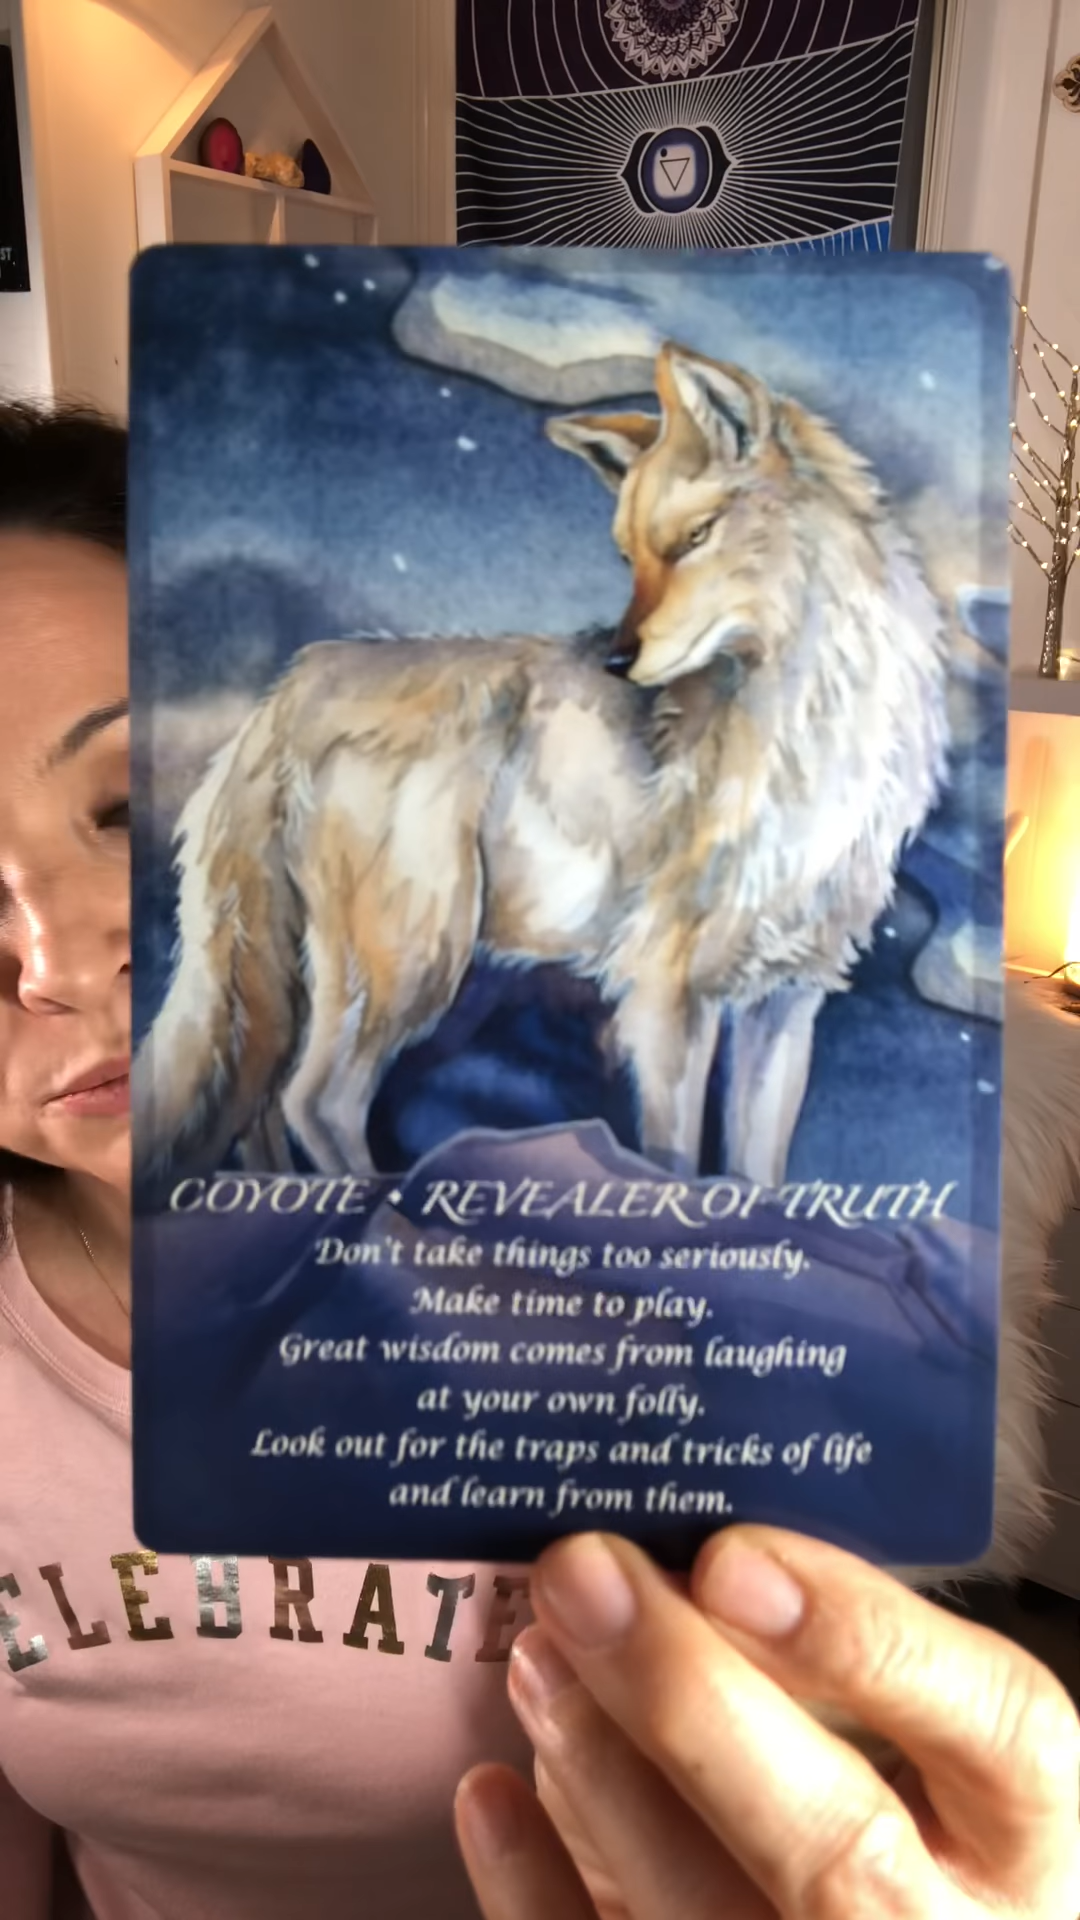 ST
COYOTE • REVEALER OF TRUTH
Don't take things too seriously.
Make time to play.
Great wisdom comes from laughing
at your own folly.
Look out for the traps and tricks of life
and learn from them.
ELEBRATE